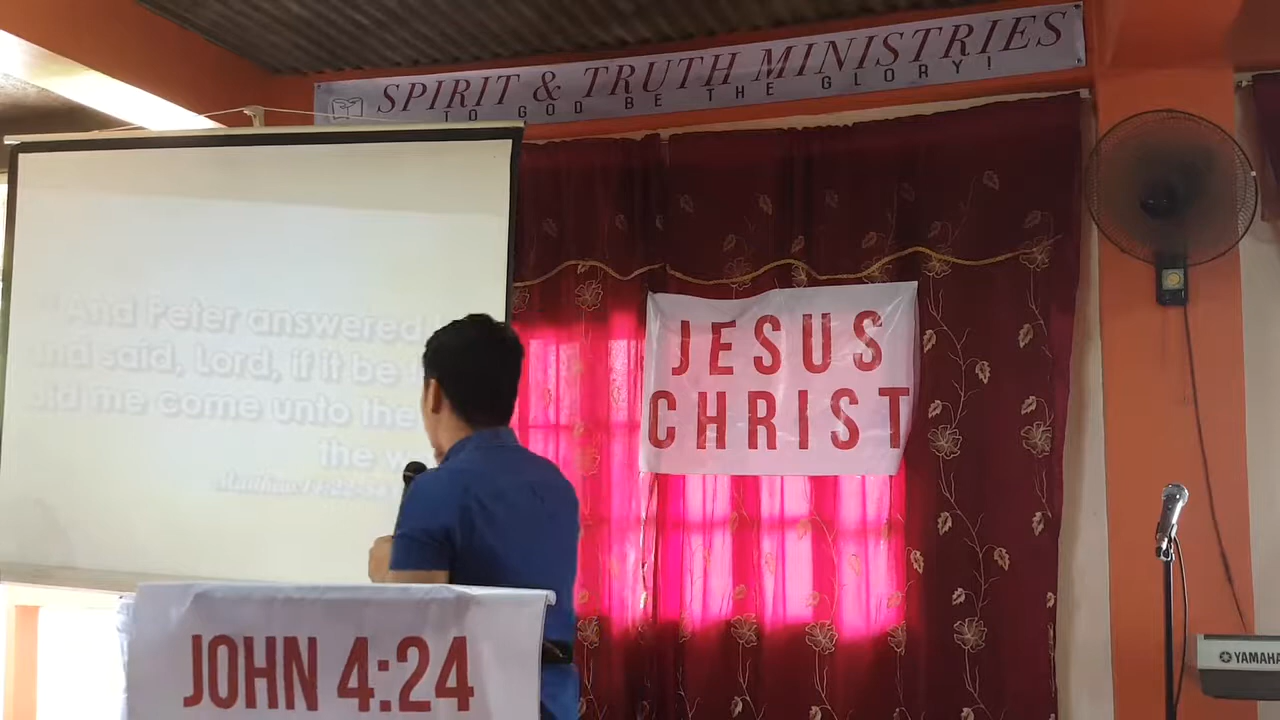 SPIRIT & TRUTH MINISTRIES
TO GOD BE THE GLORY!
And Peter answered
and said, Lord, if it be
bid me come unto the
the
JESUS
CHRIST
JOHN 4:24
YAMAHA